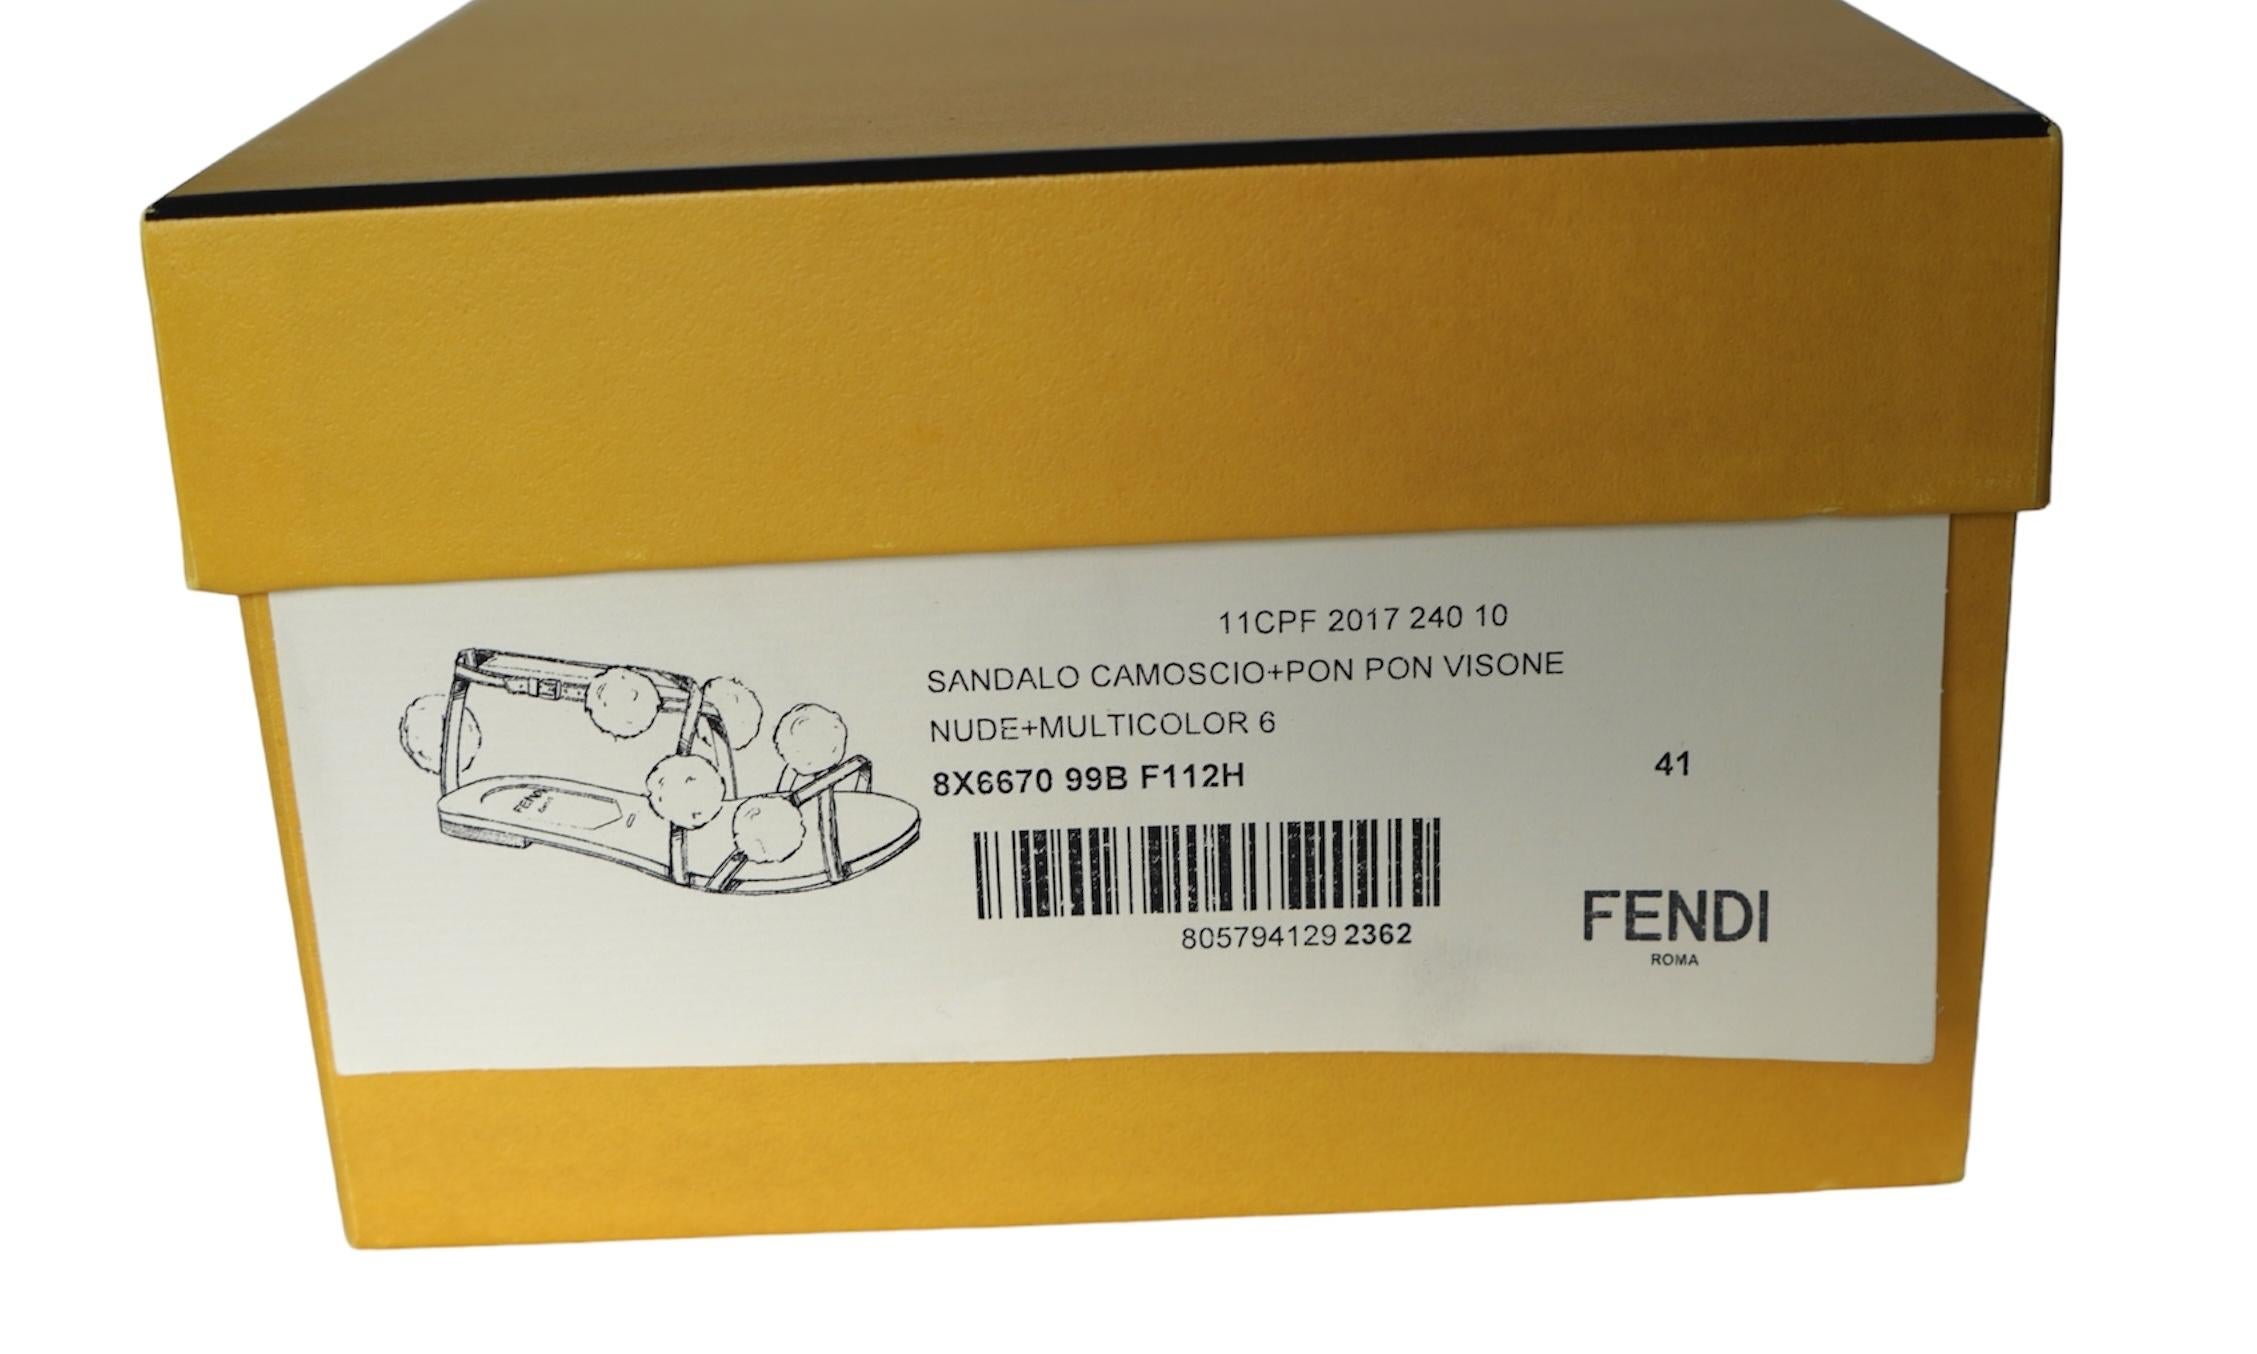 11CPF 2017 240 10
SANDALO CAMOSCIO+PON PON VISONE
NUDE+MULTICOLOR 6
8X6670 99B F112H
41
805794129 2362
FENDI
ROMA
FENDI